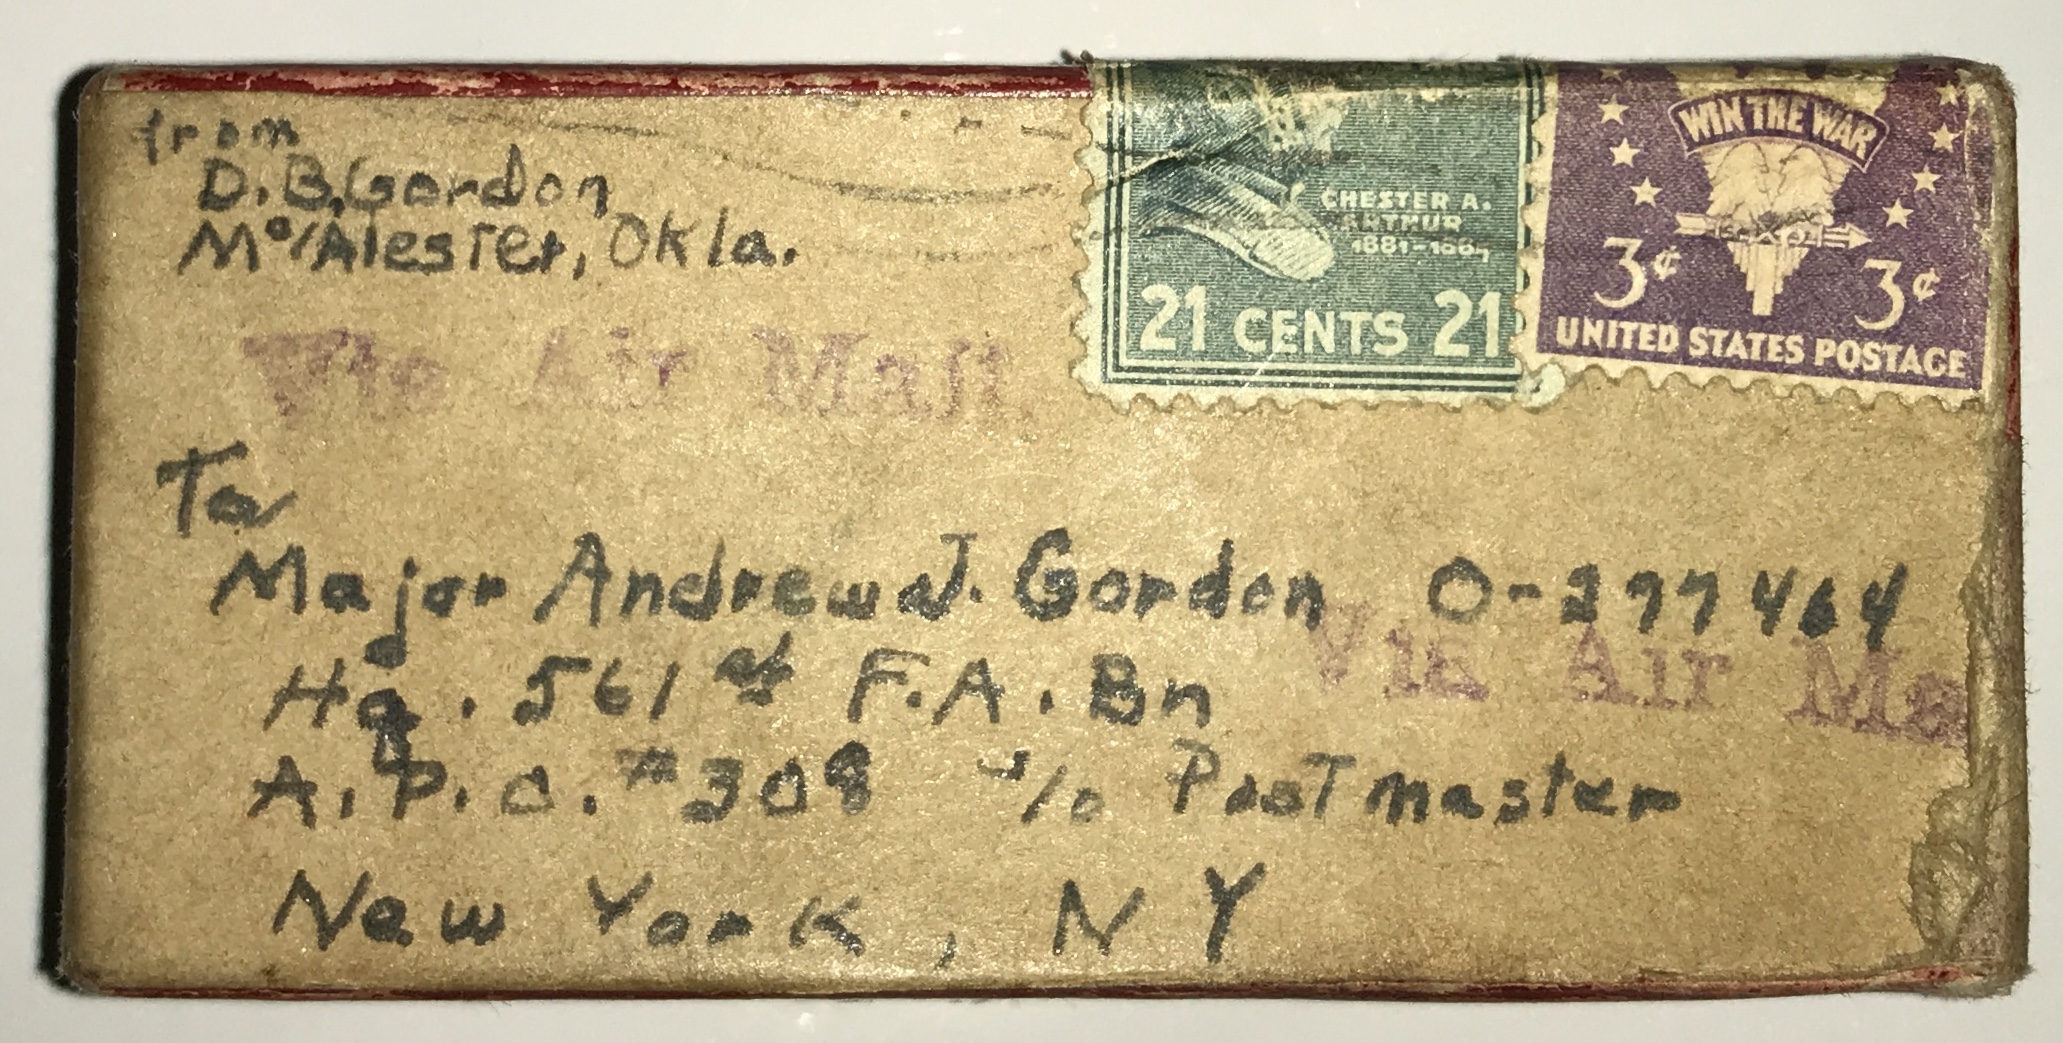 from
D. B. Gordon
McAlester, Okla.
CHESTER A.
ARTHUR
1881-1885
21 CENTS 21
WIN THE WAR
3¢ 3¢
UNITED STATES POSTAGE
Via Air Mail
To
Major Andrew J. Gordon O-277464
Via Air Ma
Hq. 561st F.A. Bn
A.P.O. #308 c/o Postmaster
New York, NY